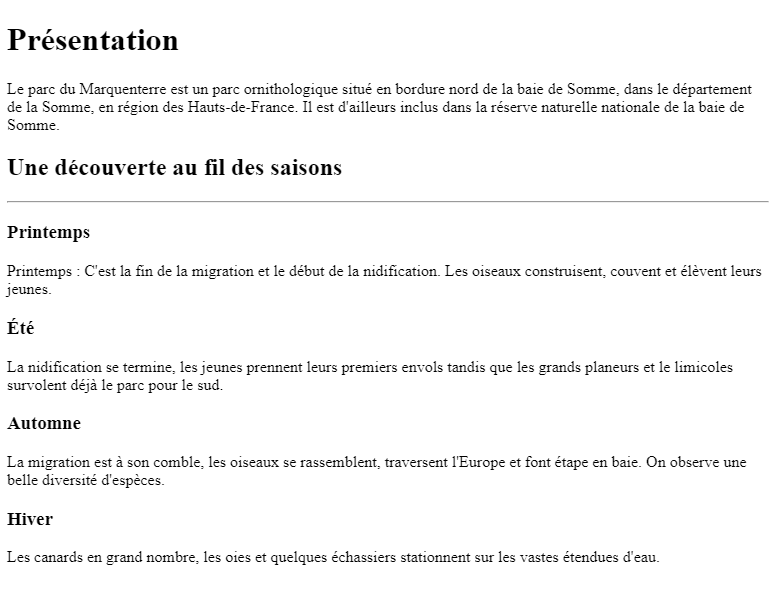 Présentation
Le parc du Marquenterre est un parc ornithologique situé en bordure nord de la baie de Somme, dans le département
de la Somme, en région des Hauts-de-France. Il est d'ailleurs inclus dans la réserve naturelle nationale de la baie de
Somme.
Une découverte au fil des saisons
Printemps
Printemps : C'est la fin de la migration et le début de la nidification. Les oiseaux construisent, couvent et élèvent leurs
jeunes.
Été
La nidification se termine, les jeunes prennent leurs premiers envols tandis que les grands planeurs et le limicoles
survolent déjà le parc pour le sud.
Automne
La migration est à son comble, les oiseaux se rassemblent, traversent l'Europe et font étape en baie. On observe une
belle diversité d'espèces.
Hiver
Les canards en grand nombre, les oies et quelques échassiers stationnent sur les vastes étendues d'eau.